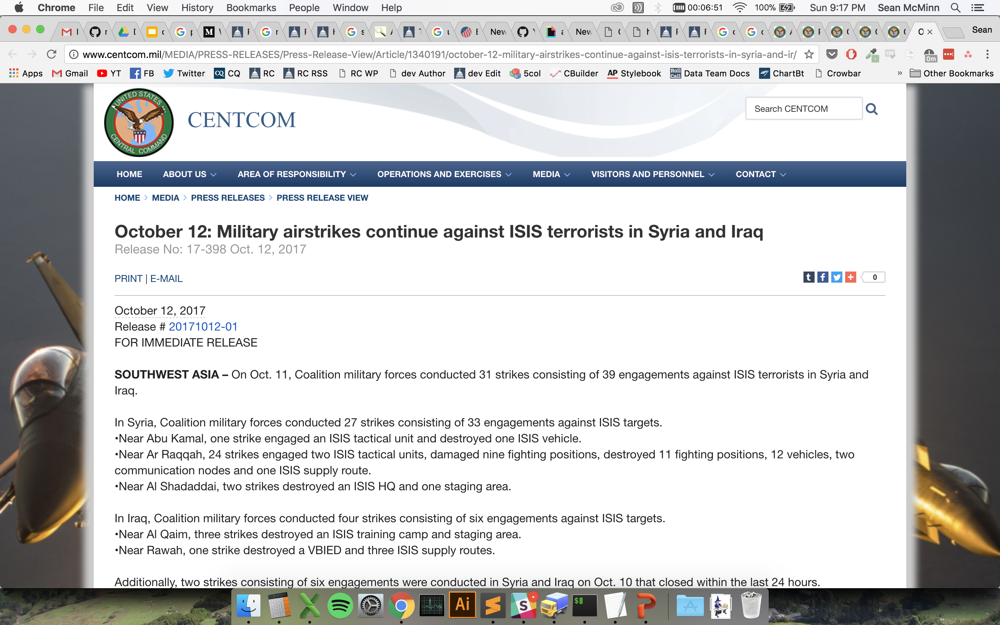 Chrome File Edit View History Bookmarks People Window Help 00:06:51 100% Sun 9:17 PM Sean McMinn
New New Sean
www.centcom.mil/MEDIA/PRESS-RELEASES/Press-Release-View/Article/1340191/october-12-military-airstrikes-continue-against-isis-terrorists-in-syria-and-ir/ 0m
Apps Gmail YT FB Twitter CQ CQ RC RC RSS RC WP dev Author dev Edit 5col CBuilder AP Stylebook Roll Call Data Team Docs ChartBt Crowbar » Other Bookmarks
UNITED STATES CENTRAL COMMAND
CENTCOM
Search CENTCOM
HOME ABOUT US AREA OF RESPONSIBILITY OPERATIONS AND EXERCISES MEDIA VISITORS AND PERSONNEL CONTACT
HOME > MEDIA > PRESS RELEASES > PRESS RELEASE VIEW
October 12: Military airstrikes continue against ISIS terrorists in Syria and Iraq
Release No: 17-398 Oct. 12, 2017
PRINT | E-MAIL
0
October 12, 2017
Release # 20171012-01
FOR IMMEDIATE RELEASE
SOUTHWEST ASIA – On Oct. 11, Coalition military forces conducted 31 strikes consisting of 39 engagements against ISIS terrorists in Syria and
Iraq.
In Syria, Coalition military forces conducted 27 strikes consisting of 33 engagements against ISIS targets.
•Near Abu Kamal, one strike engaged an ISIS tactical unit and destroyed one ISIS vehicle.
•Near Ar Raqqah, 24 strikes engaged two ISIS tactical units, damaged nine fighting positions, destroyed 11 fighting positions, 12 vehicles, two
communication nodes and one ISIS supply route.
•Near Al Shadaddai, two strikes destroyed an ISIS HQ and one staging area.
In Iraq, Coalition military forces conducted four strikes consisting of six engagements against ISIS targets.
•Near Al Qaim, three strikes destroyed an ISIS training camp and staging area.
•Near Rawah, one strike destroyed a VBIED and three ISIS supply routes.
Additionally, two strikes consisting of six engagements were conducted in Syria and Iraq on Oct. 10 that closed within the last 24 hours.
Ai